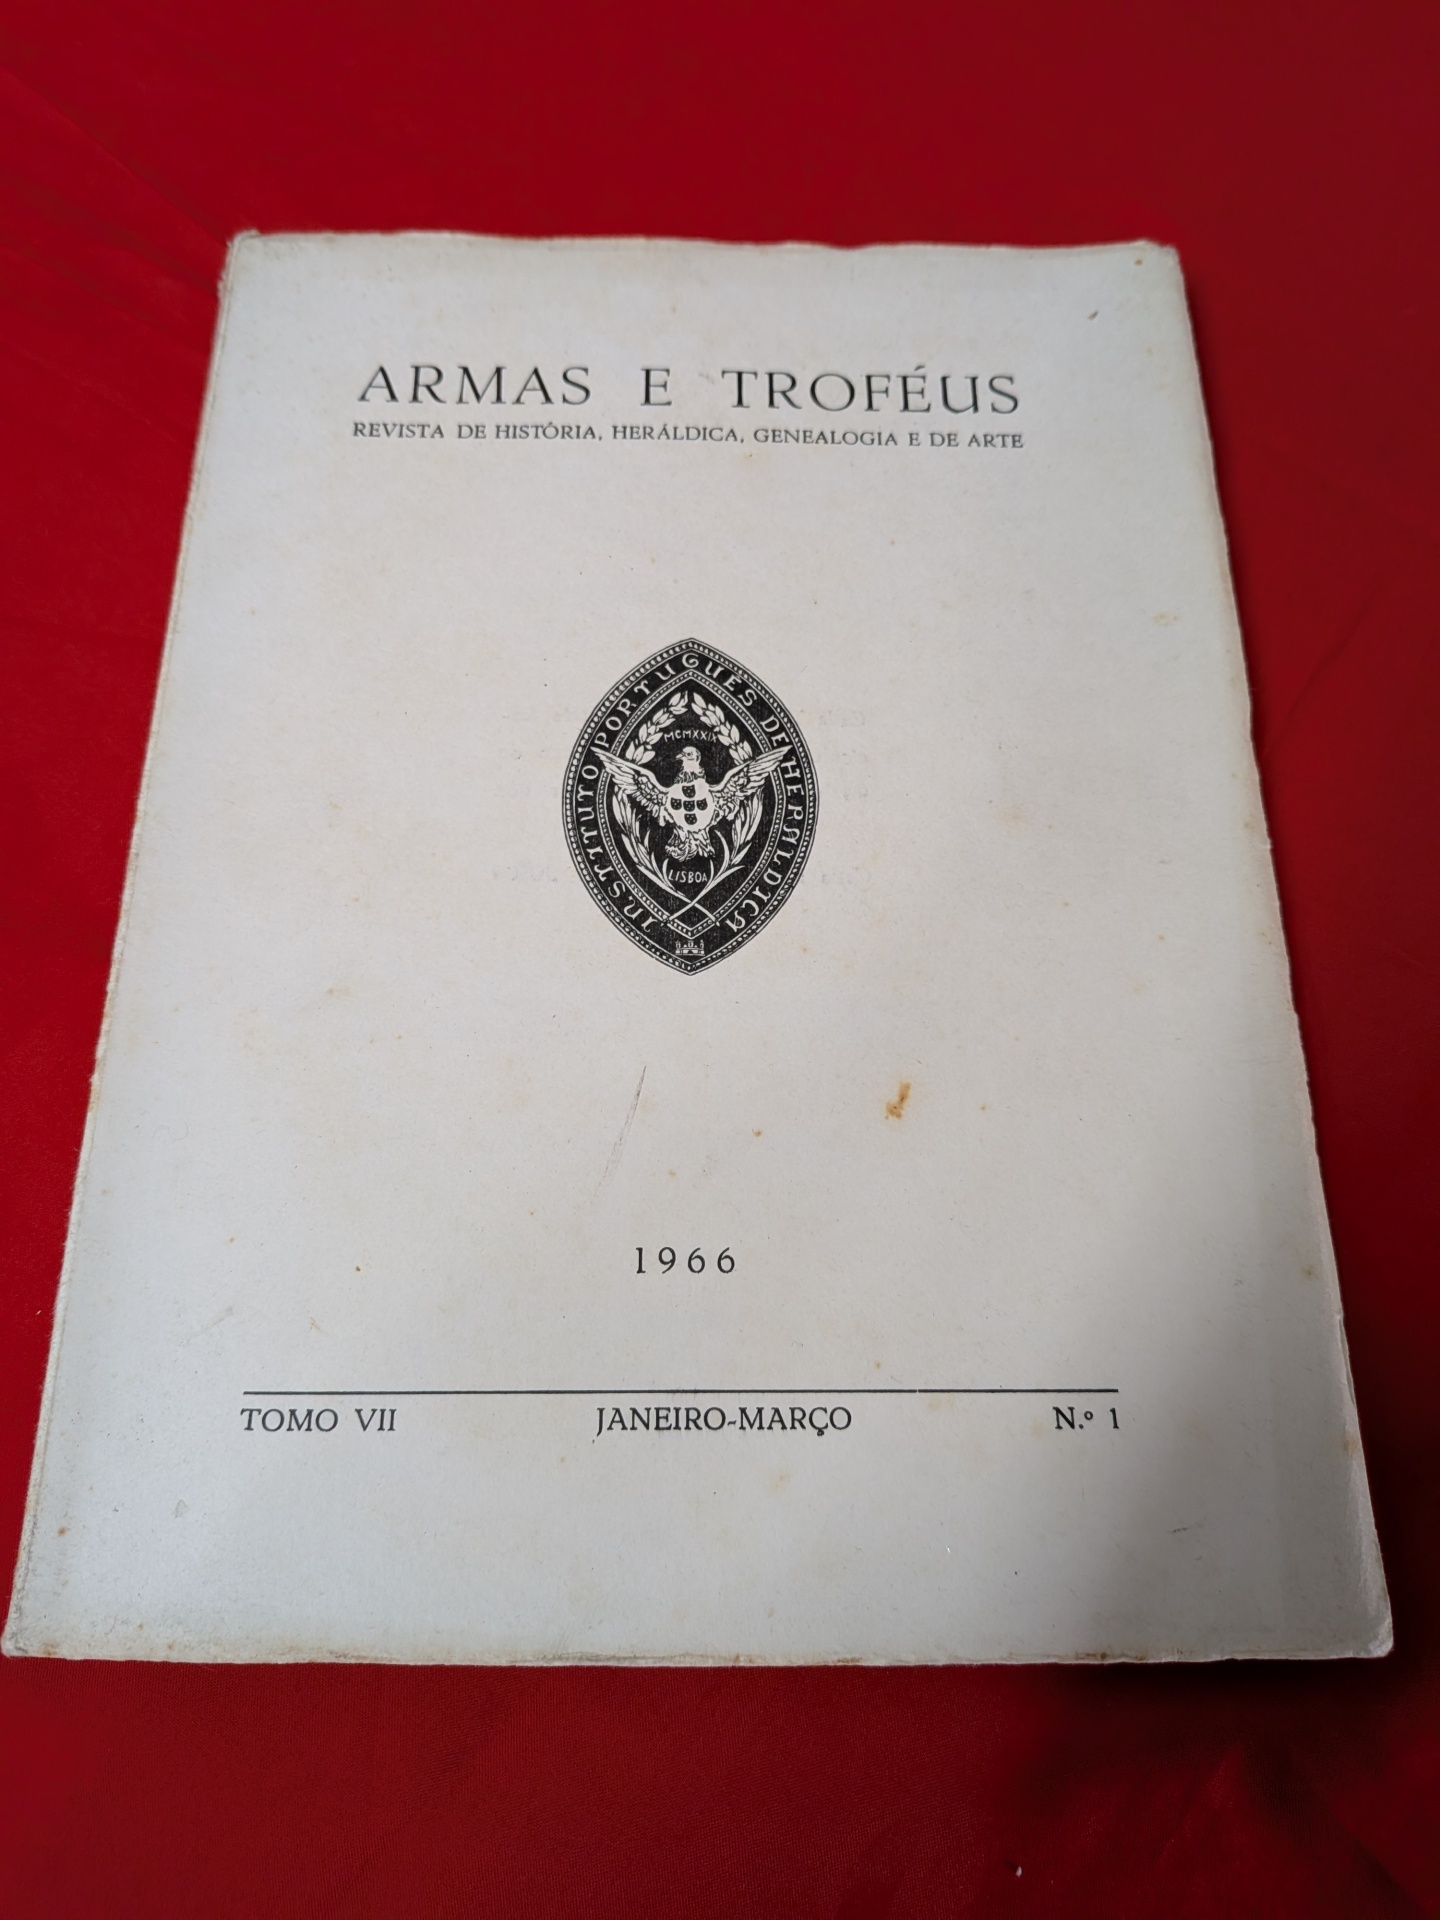 ARMAS E TROFÉUS
REVISTA DE HISTÓRIA, HERÁLDICA, GENEALOGIA E DE ARTE
INSTITUTO PORTUGUÉS DE HERALDICA
MCMXXIX
LISBOA
1966
TOMO VII JANEIRO-MARÇO N.º 1